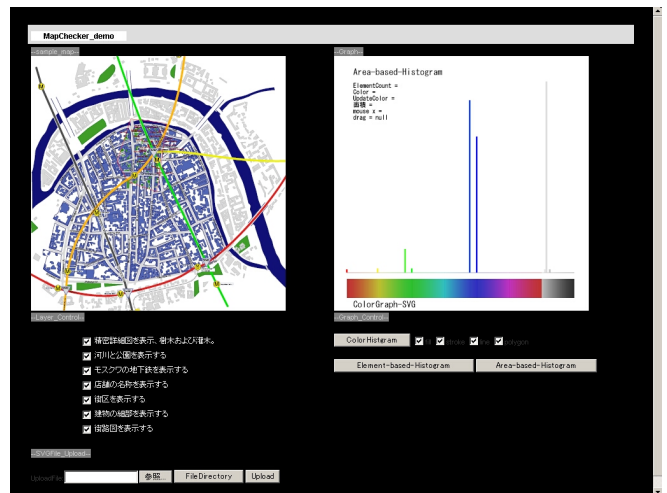 MapChecker_demo
--sample_map--
--Graph--
Area-based-Histogram
ElementCount =
Color =
UpdateColor =
面積 =
mouse x =
drag = null
ColorGraph-SVG
--Layer_Control--
--Graph_Control--
精密詳細図を表示、樹木および灌木。
河川と公園を表示する
モスクワの地下鉄を表示する
店舗の名称を表示する
街区を表示する
建物の細部を表示する
街路図を表示する
ColorHistgram fill stroke line polygon
Element-based-Histogram Area-based-Histogram
--SVGFile_Upload--
UploadFile 参照... FileDirectory Upload